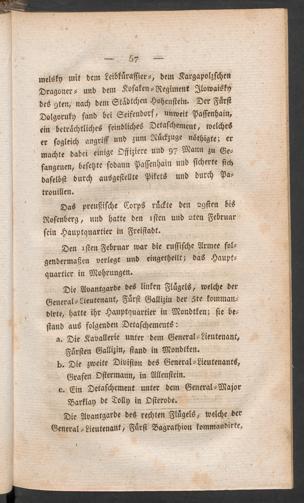 — 57 —
melsky mit dem Leibkürassier-, dem Kargapolschen
Dragoner- und dem Kosaken-Regiment Ilowaisky
des 9ten, nach dem Städtchen Hohenstein. Der Fürst
Dolgoruky fand bei Seifendorf, unweit Passenhain,
ein beträchtliches feindliches Detaschement, welches
er sogleich angriff und zum Rückzuge nöthigte; er
machte dabei einige Offiziere und 97 Mann zu Ge-
fangenen, besetzte sodann Passenhain und sicherte sich
daselbst durch ausgestellte Pikets und durch Pa-
trouillen.
Das preußische Corps rückte den 29sten bis
Rosenberg, und hatte den 1sten und 2ten Februar
sein Hauptquartier in Freistadt.
Den 1sten Februar war die russische Armee fol-
gendermaßen verlegt und eingetheilt; das Haupt-
quartier in Mohrungen.
Die Avantgarde des linken Flügels, welche der
General-Lieutenant, Fürst Gallizin der 5te komman-
dirte, hatte ihr Hauptquartier in Mondtken; sie be-
stand aus folgenden Detaschements:
a. Die Kavallerie unter dem General-Lieutenant,
Fürsten Gallizin, stand in Mondtken.
b. Die zweite Division des General-Lieutenants,
Grafen Ostermann, in Allenstein.
c. Ein Detaschement unter dem General-Major
Barklay de Tolly in Osterode.
Die Avantgarde des rechten Flügels, welche der
General-Lieutenant, Fürst Bagrathion kommandirte,